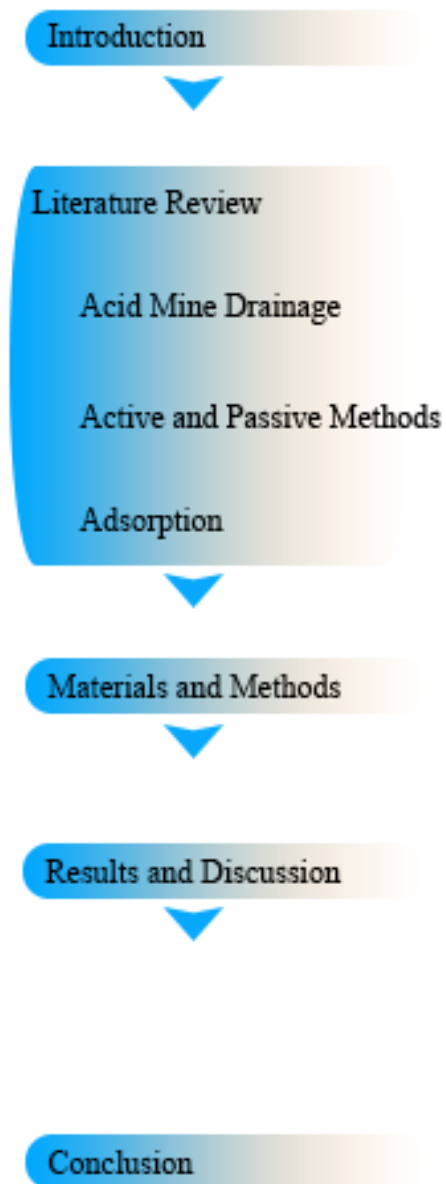 Introduction
Literature Review
Acid Mine Drainage
Active and Passive Methods
Adsorption
Materials and Methods
Results and Discussion
Conclusion